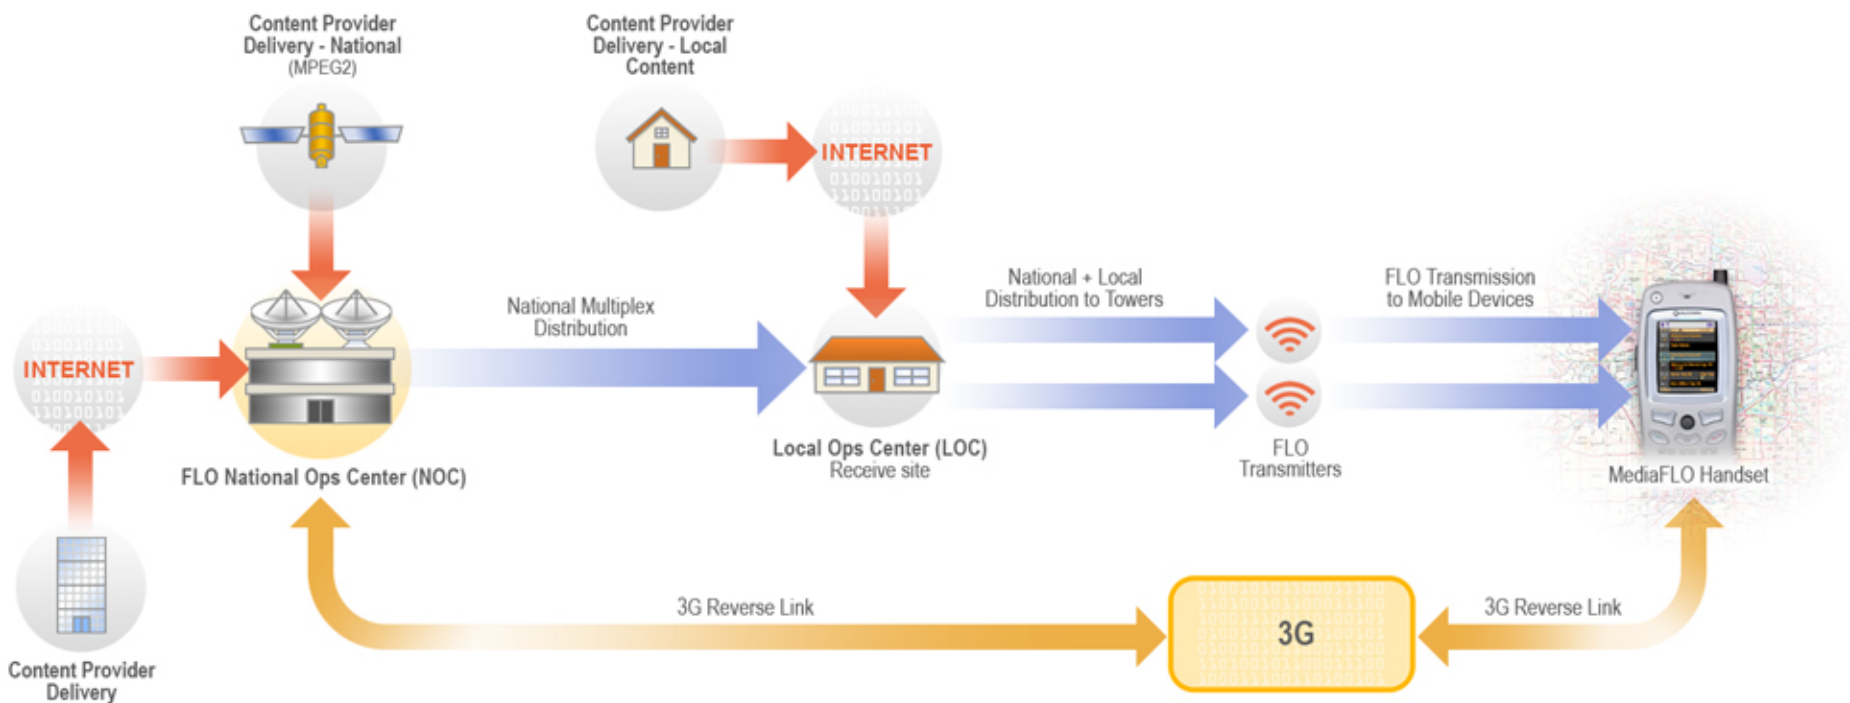 Content Provider
Delivery - National
(MPEG2)
Content Provider
Delivery - Local
Content
INTERNET
National + Local
Distribution to Towers
FLO Transmission
to Mobile Devices
National Multiplex
Distribution
INTERNET
Local Ops Center (LOC)
Receive site
FLO
Transmitters
FLO National Ops Center (NOC)
MediaFLO Handset
3G Reverse Link
3G
3G Reverse Link
Content Provider
Delivery